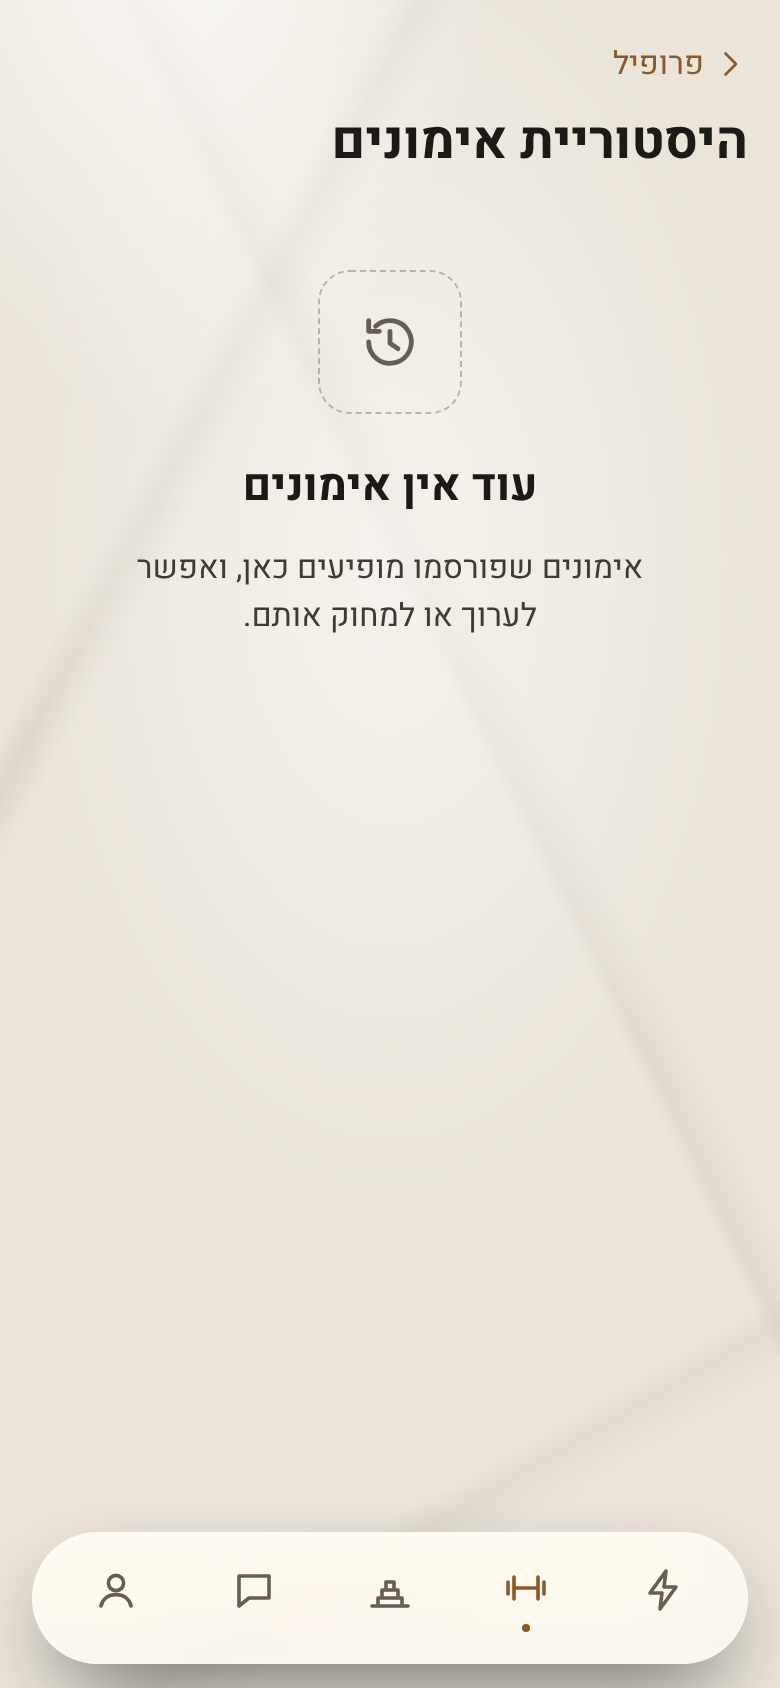 פרופיל
היסטוריית אימונים
עוד אין אימונים
אימונים שפורסמו מופיעים כאן, ואפשר
לערוך או למחוק אותם.